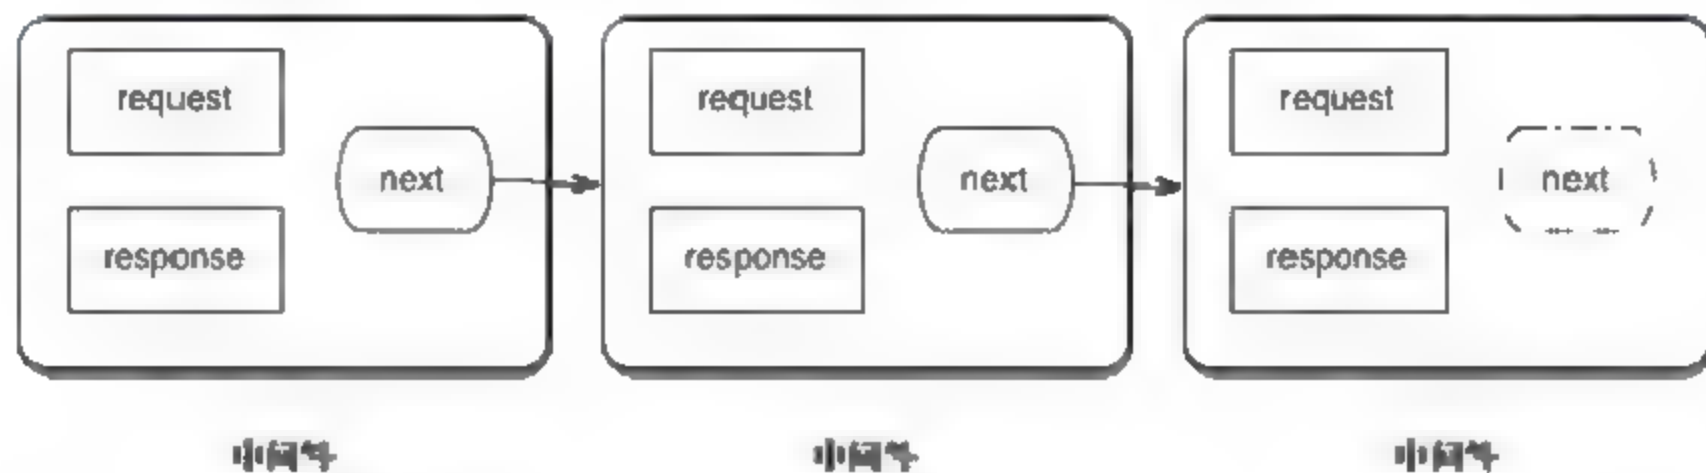 request
next
response
request
next
response
request
next
response
中间件
中间件
中间件